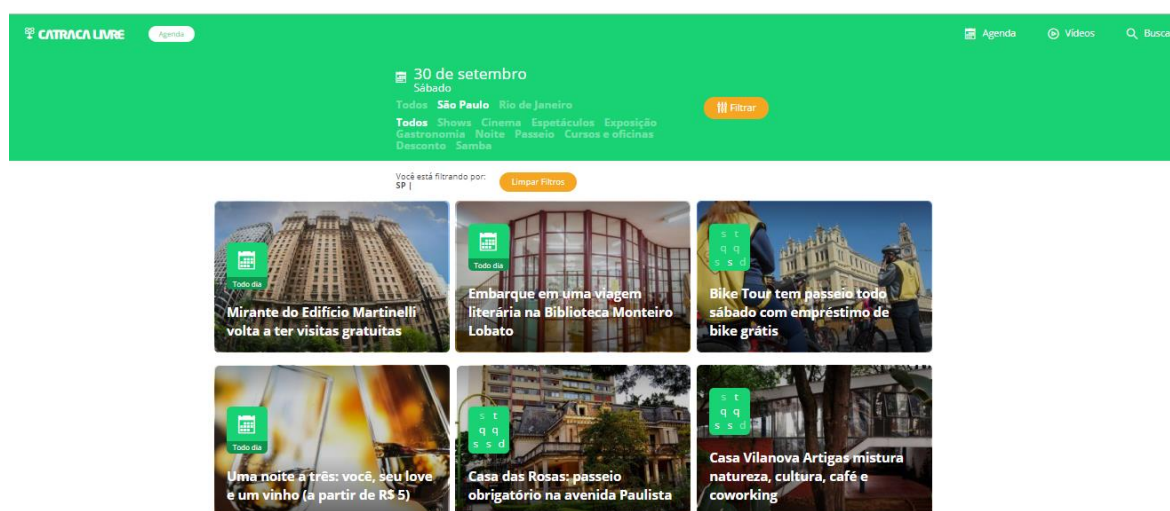 CATRACA LIVRE
Agenda
Agenda
Vídeos
Busca
30 de setembro
Sábado
Todos São Paulo Rio de Janeiro
Filtrar
Todos Shows Cinema Espetáculos Exposição
Gastronomia Noite Passeio Cursos e oficinas
Desconto Samba
Você está filtrando por:
SP |
Limpar Filtros
Todo dia
Mirante do Edifício Martinelli
volta a ter visitas gratuitas
Todo dia
Embarque em uma viagem
literária na Biblioteca Monteiro
Lobato
s t
q q
s s d
Bike Tour tem passeio todo
sábado com empréstimo de
bike grátis
Todo dia
Uma noite a três: você, seu love
e um vinho (a partir de R$ 5)
s t
q q
s s d
Casa das Rosas: passeio
obrigatório na avenida Paulista
s t
q q
s s d
Casa Vilanova Artigas mistura
natureza, cultura, café e
coworking